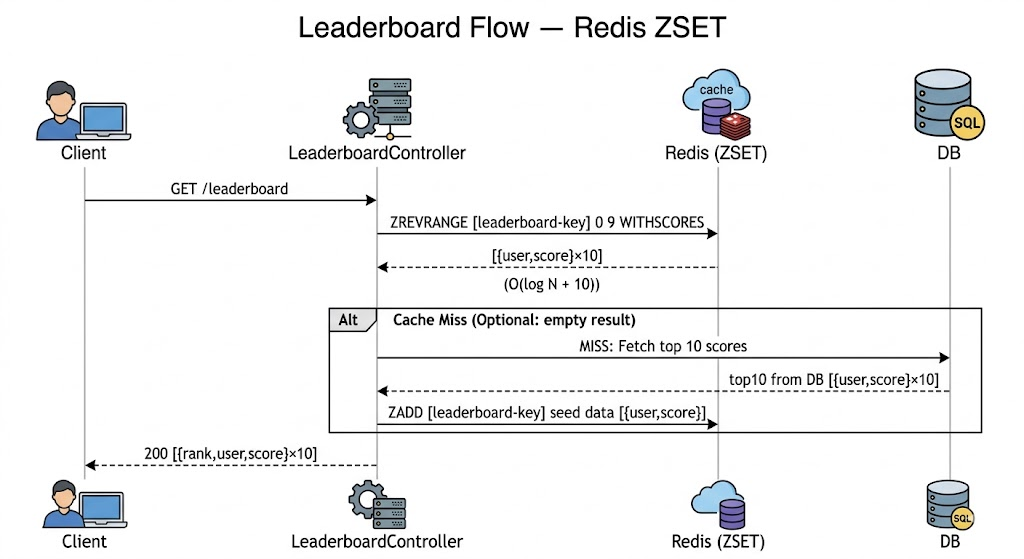 Leaderboard Flow — Redis ZSET
cache
SQL
Client
LeaderboardController
Redis (ZSET)
DB
GET /leaderboard
ZREVRANGE [leaderboard-key] 0 9 WITHSCORES
[{user,score}×10]
(O(log N + 10))
Alt
Cache Miss (Optional: empty result)
MISS: Fetch top 10 scores
top10 from DB [{user,score}×10]
ZADD [leaderboard-key] seed data [{user,score}]
200 [{rank,user,score}×10]
SQL
Client
LeaderboardController
Redis (ZSET)
DB